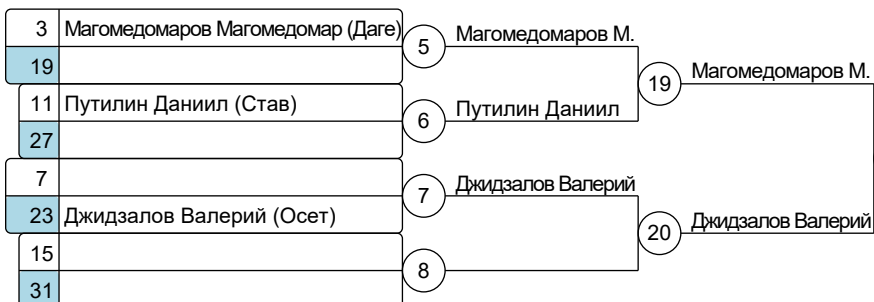 3 Магомедомаров Магомедомар (Даге)
19
11 Путилин Даниил (Став)
27
7
23 Джидзалов Валерий (Осет)
15
31
5 Магомедомаров М.
6 Путилин Даниил
7 Джидзалов Валерий
8
19 Магомедомаров М.
20 Джидзалов Валерий